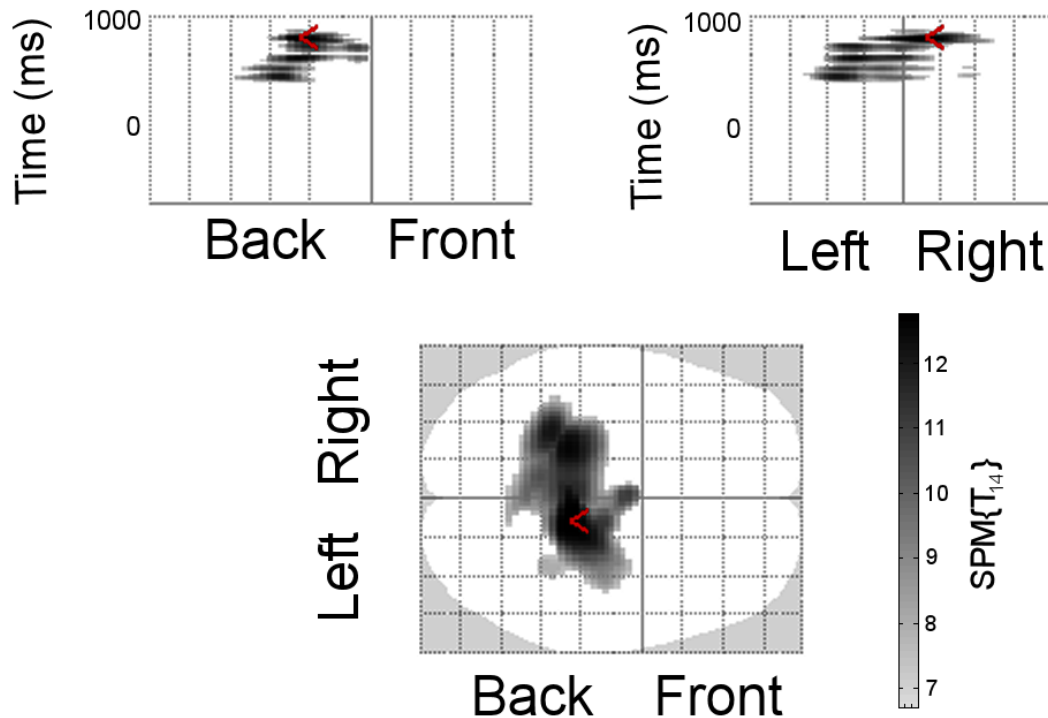 1000
0
Time (ms)
Back Front
1000
0
Time (ms)
Left Right
Left Right
Back Front
12
11
10
9
8
7
SPM{T₁₄}